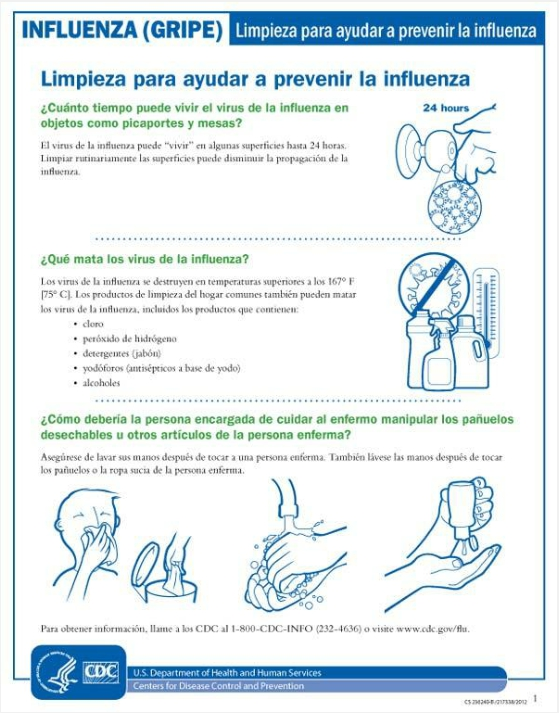 INFLUENZA (GRIPE) Limpieza para ayudar a prevenir la influenza
Limpieza para ayudar a prevenir la influenza
¿Cuánto tiempo puede vivir el virus de la influenza en
objetos como picaportes y mesas?
24 hours
El virus de la influenza puede “vivir” en algunas superficies hasta 24 horas.
Limpiar rutinariamente las superficies puede disminuir la propagación de la
influenza.
¿Qué mata los virus de la influenza?
Los virus de la influenza se destruyen en temperaturas superiores a los 167° F
[75° C]. Los productos de limpieza del hogar comunes también pueden matar
los virus de la influenza, incluidos los productos que contienen:
• cloro
• peróxido de hidrógeno
• detergentes (jabón)
• yodóforos (antisépticos a base de yodo)
• alcoholes
¿Cómo debería la persona encargada de cuidar al enfermo manipular los pañuelos
desechables u otros artículos de la persona enferma?
Asegúrese de lavar sus manos después de tocar a una persona enferma. También lávese las manos después de tocar
los pañuelos o la ropa sucia de la persona enferma.
Para obtener información, llame a los CDC al 1-800-CDC-INFO (232-4636) o visite www.cdc.gov/flu.
CDC
U.S. Department of Health and Human Services
Centers for Disease Control and Prevention
1